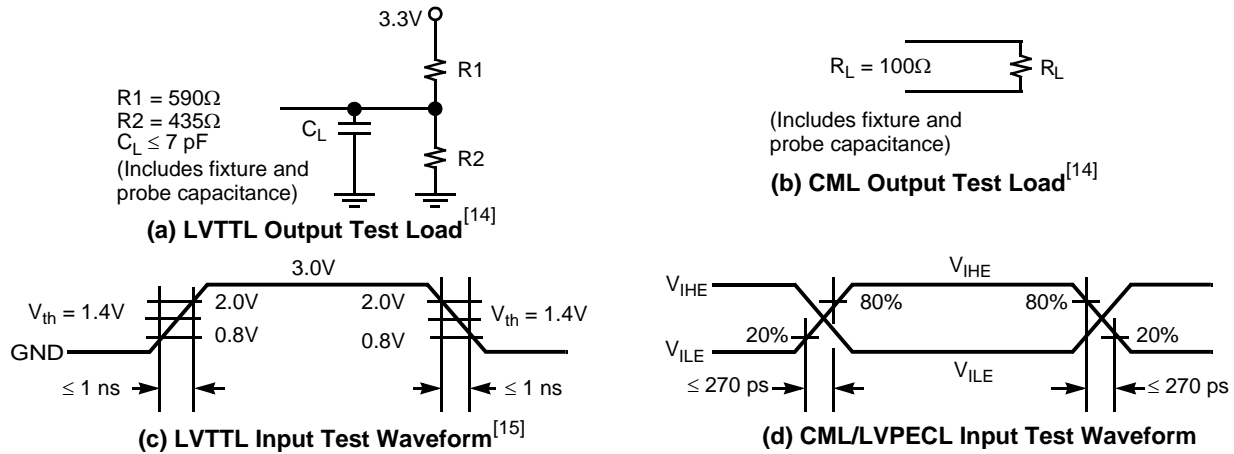 3.3V
R1
R1 = 590Ω
R2 = 435Ω
C_L ≤ 7 pF
(Includes fixture and
probe capacitance)
C_L
R2
(a) LVTTL Output Test Load[14]
R_L = 100Ω
R_L
(Includes fixture and
probe capacitance)
(b) CML Output Test Load[14]
3.0V
V_th = 1.4V
2.0V
0.8V
2.0V
0.8V
V_th = 1.4V
GND
≤ 1 ns
≤ 1 ns
(c) LVTTL Input Test Waveform[15]
V_IHE
V_IHE
80%
80%
20%
20%
V_ILE
V_ILE
≤ 270 ps
≤ 270 ps
(d) CML/LVPECL Input Test Waveform